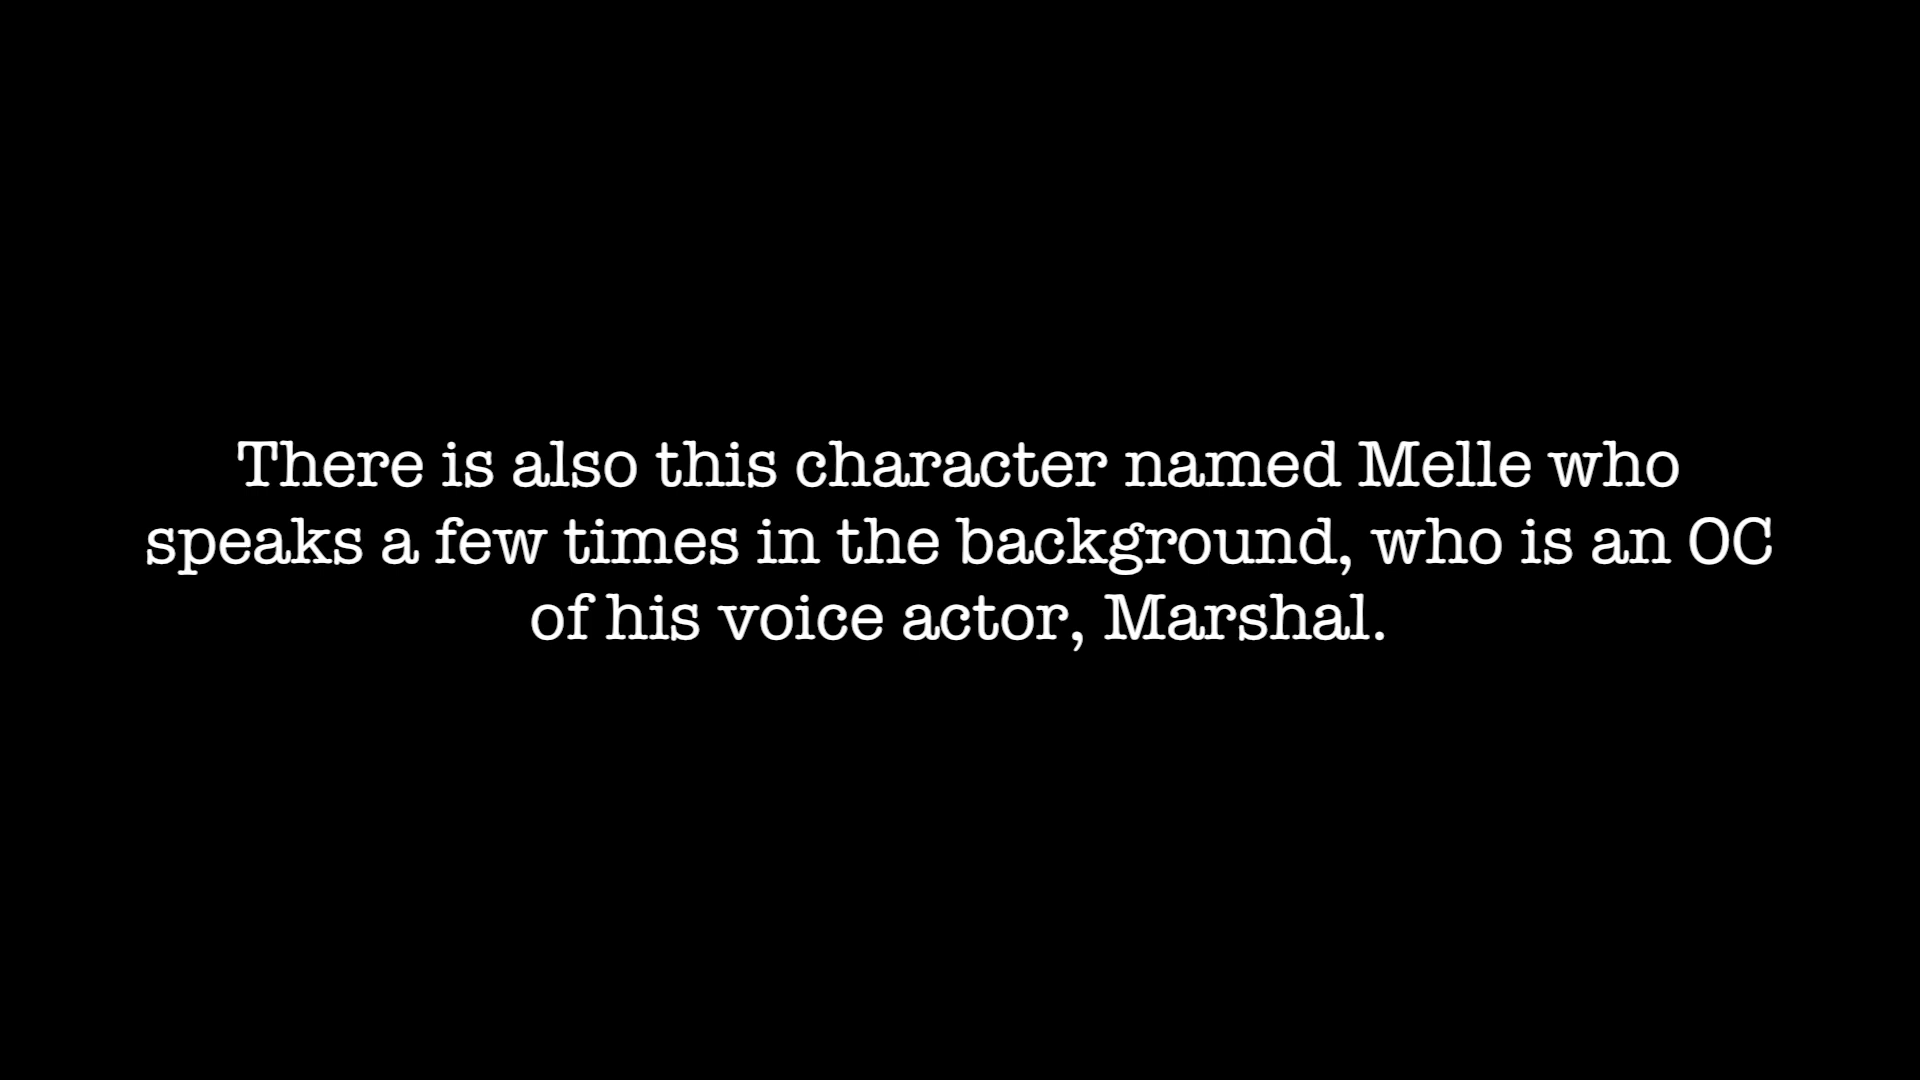 There is also this character named Melle who
speaks a few times in the background, who is an OC
of his voice actor, Marshal.